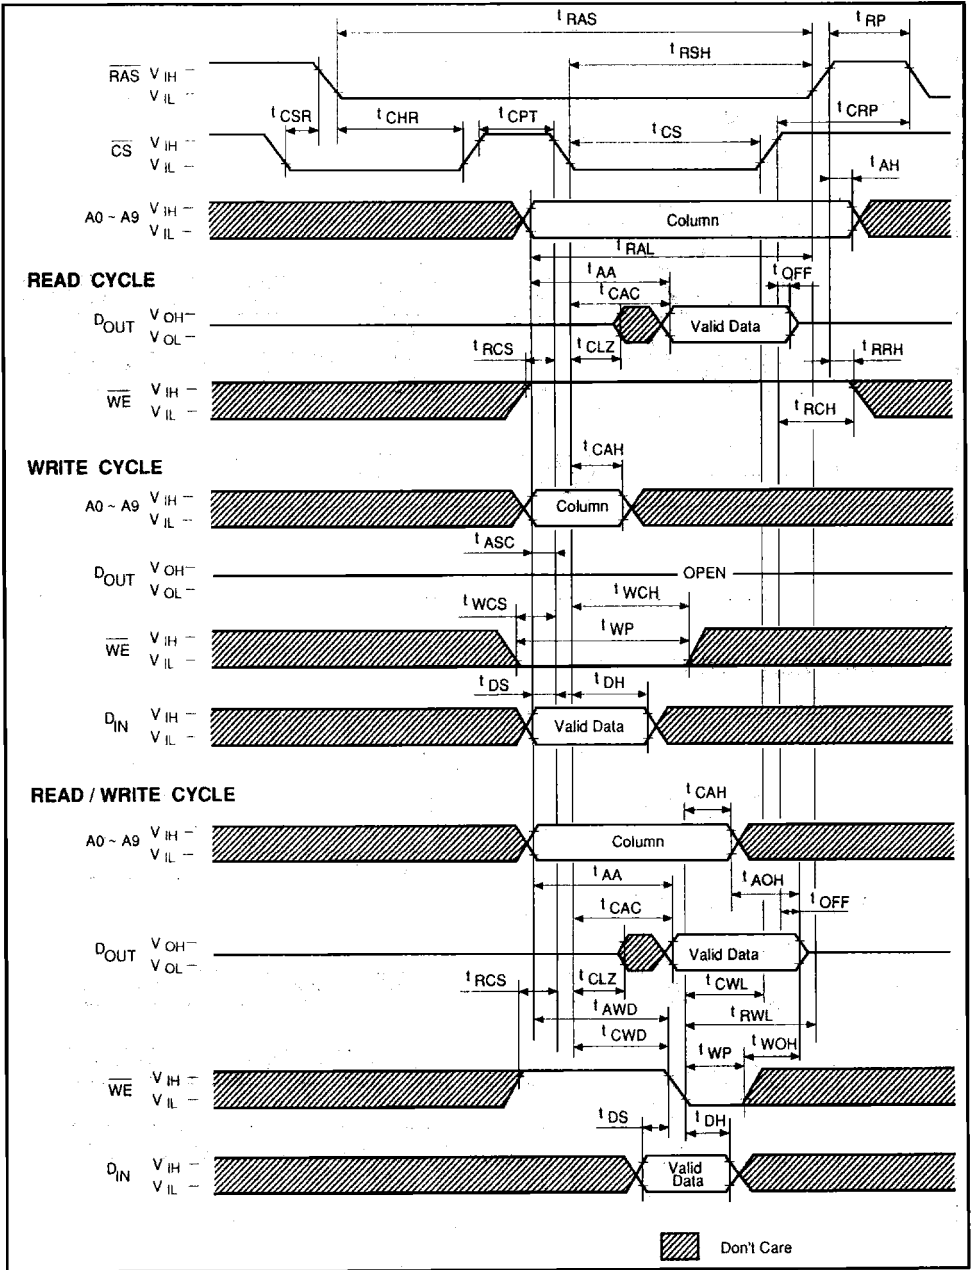 t RAS
t RP
t RSH
RAS V IH
V IL
t CSR
t CHR
t CPT
t CS
t CRP
CS V IH
V IL
t AH
A0 ~ A9 V IH
V IL
Column
t RAL
READ CYCLE
t AA
t OFF
t CAC
DOUT V OH
V OL
Valid Data
t RCS
t CLZ
t RRH
WE V IH
V IL
t RCH
WRITE CYCLE
t CAH
A0 ~ A9 V IH
V IL
Column
t ASC
DOUT V OH
V OL
OPEN
t WCS
t WCH
t WP
WE V IH
V IL
t DS
t DH
DIN V IH
V IL
Valid Data
READ / WRITE CYCLE
t CAH
A0 ~ A9 V IH
V IL
Column
t AA
t AOH
t CAC
t OFF
DOUT V OH
V OL
Valid Data
t RCS
t CLZ
t CWL
t AWD
t RWL
t CWD
t WP
t WOH
WE V IH
V IL
t DS
t DH
DIN V IH
V IL
Valid
Data
Don't Care